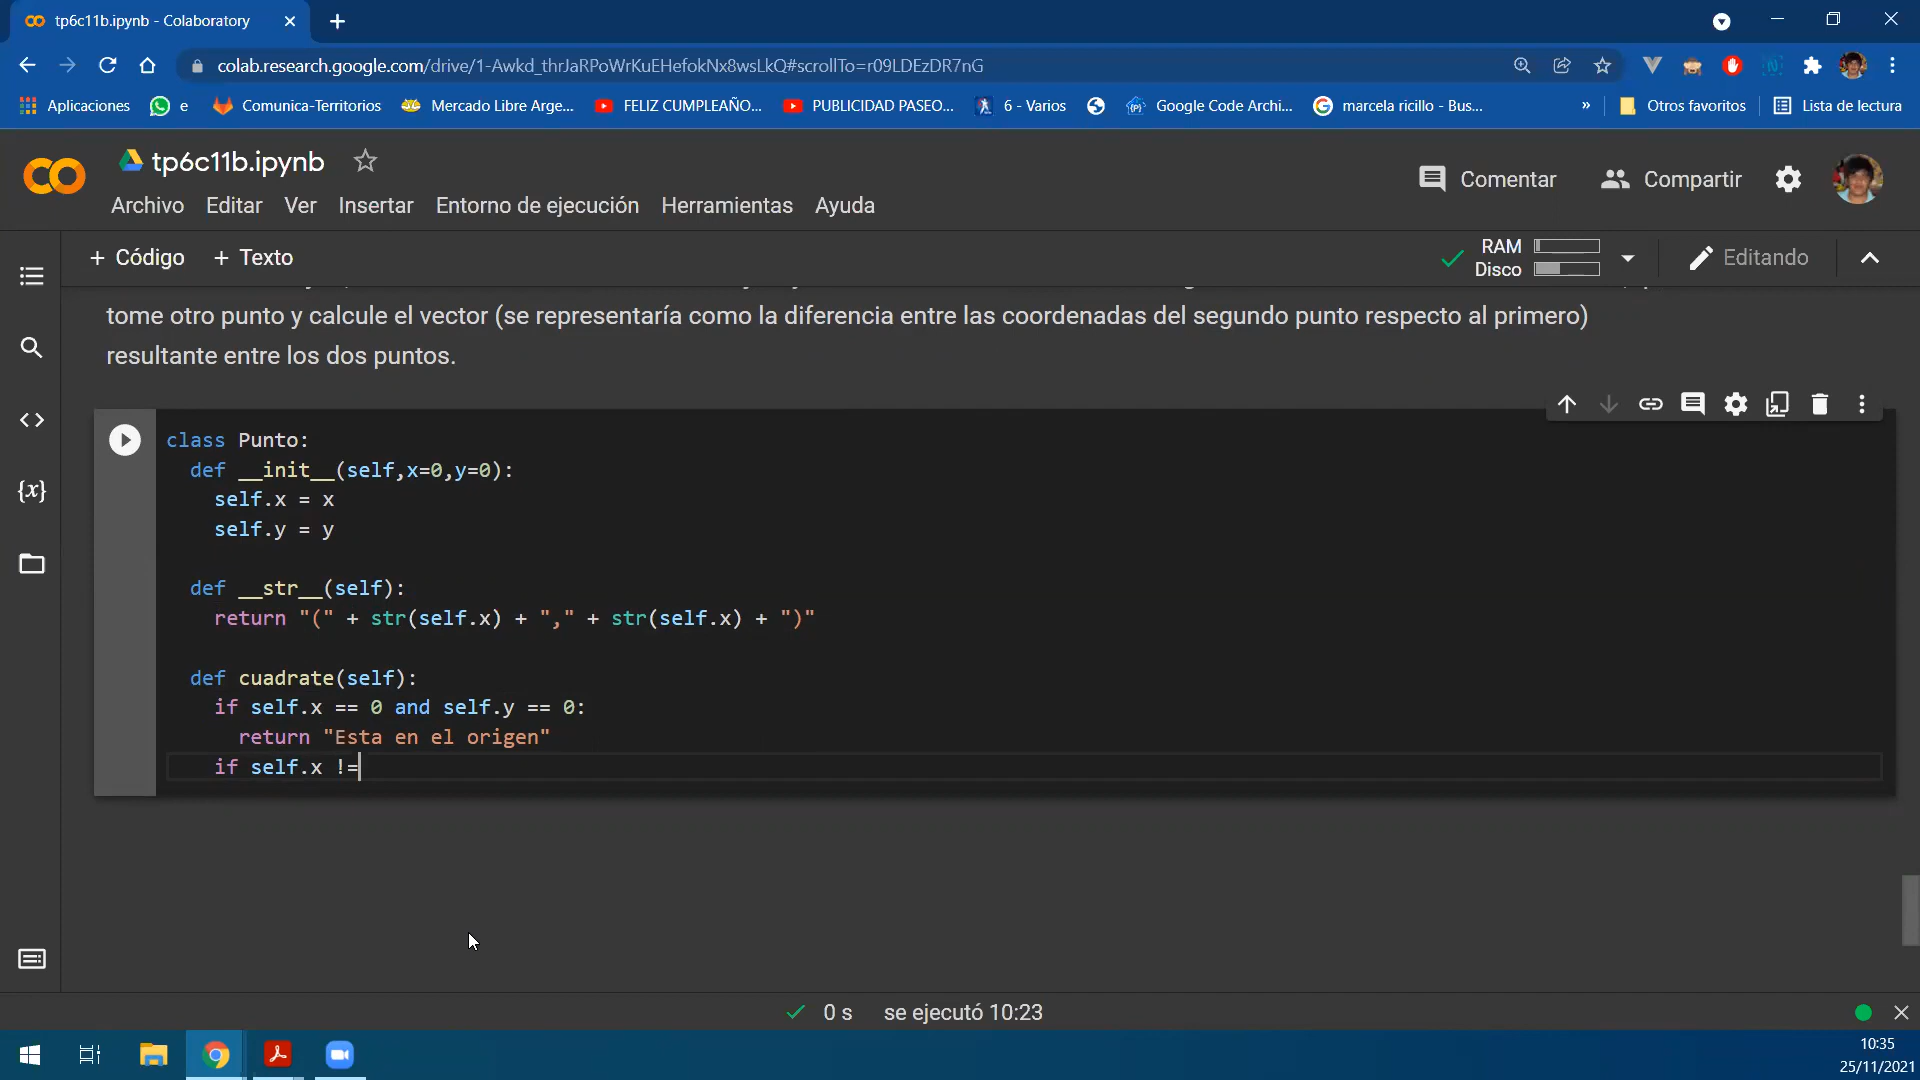 tp6c11b.ipynb - Colaboratory
colab.research.google.com/drive/1-Awkd_thrJaRPoWrKuEHefokNx8wsLkQ#scrollTo=r09LDEzDR7nG
Aplicaciones e Comunica-Territorios Mercado Libre Arge... FELIZ CUMPLEAÑO... PUBLICIDAD PASEO... 6 - Varios Google Code Archi... marcela ricillo - Bus... » Otros favoritos Lista de lectura
tp6c11b.ipynb
Comentar Compartir
Archivo Editar Ver Insertar Entorno de ejecución Herramientas Ayuda
+ Código + Texto
RAM
Disco
Editando
tome otro punto y calcule el vector (se representaría como la diferencia entre las coordenadas del segundo punto respecto al primero)
resultante entre los dos puntos.
class Punto:
def __init__(self,x=0,y=0):
self.x = x
self.y = y
def __str__(self):
return "(" + str(self.x) + "," + str(self.x) + ")"
def cuadrate(self):
if self.x == 0 and self.y == 0:
return "Esta en el origen"
if self.x !=
0 s se ejecutó 10:23
10:35
25/11/2021